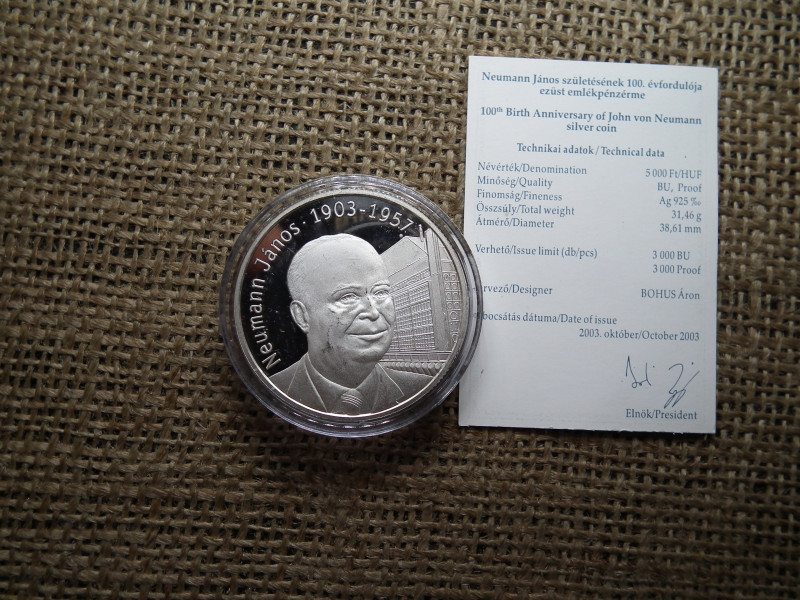 Neumann János · 1903-1957
Neumann János születésének 100. évfordulója
ezüst emlékpénzérme
100th Birth Anniversary of John von Neumann
silver coin
Technikai adatok / Technical data
Névérték/Denomination 5 000 Ft/HUF
Minőség/Quality BU, Proof
Finomság/Fineness Ag 925 ‰
Összsúly/Total weight 31,46 g
Átmérő/Diameter 38,61 mm
Verhető/Issue limit (db/pcs) 3 000 BU
3 000 Proof
ervező/Designer BOHUS Áron
bocsátás dátuma/Date of issue
2003. október/October 2003
Elnök/President